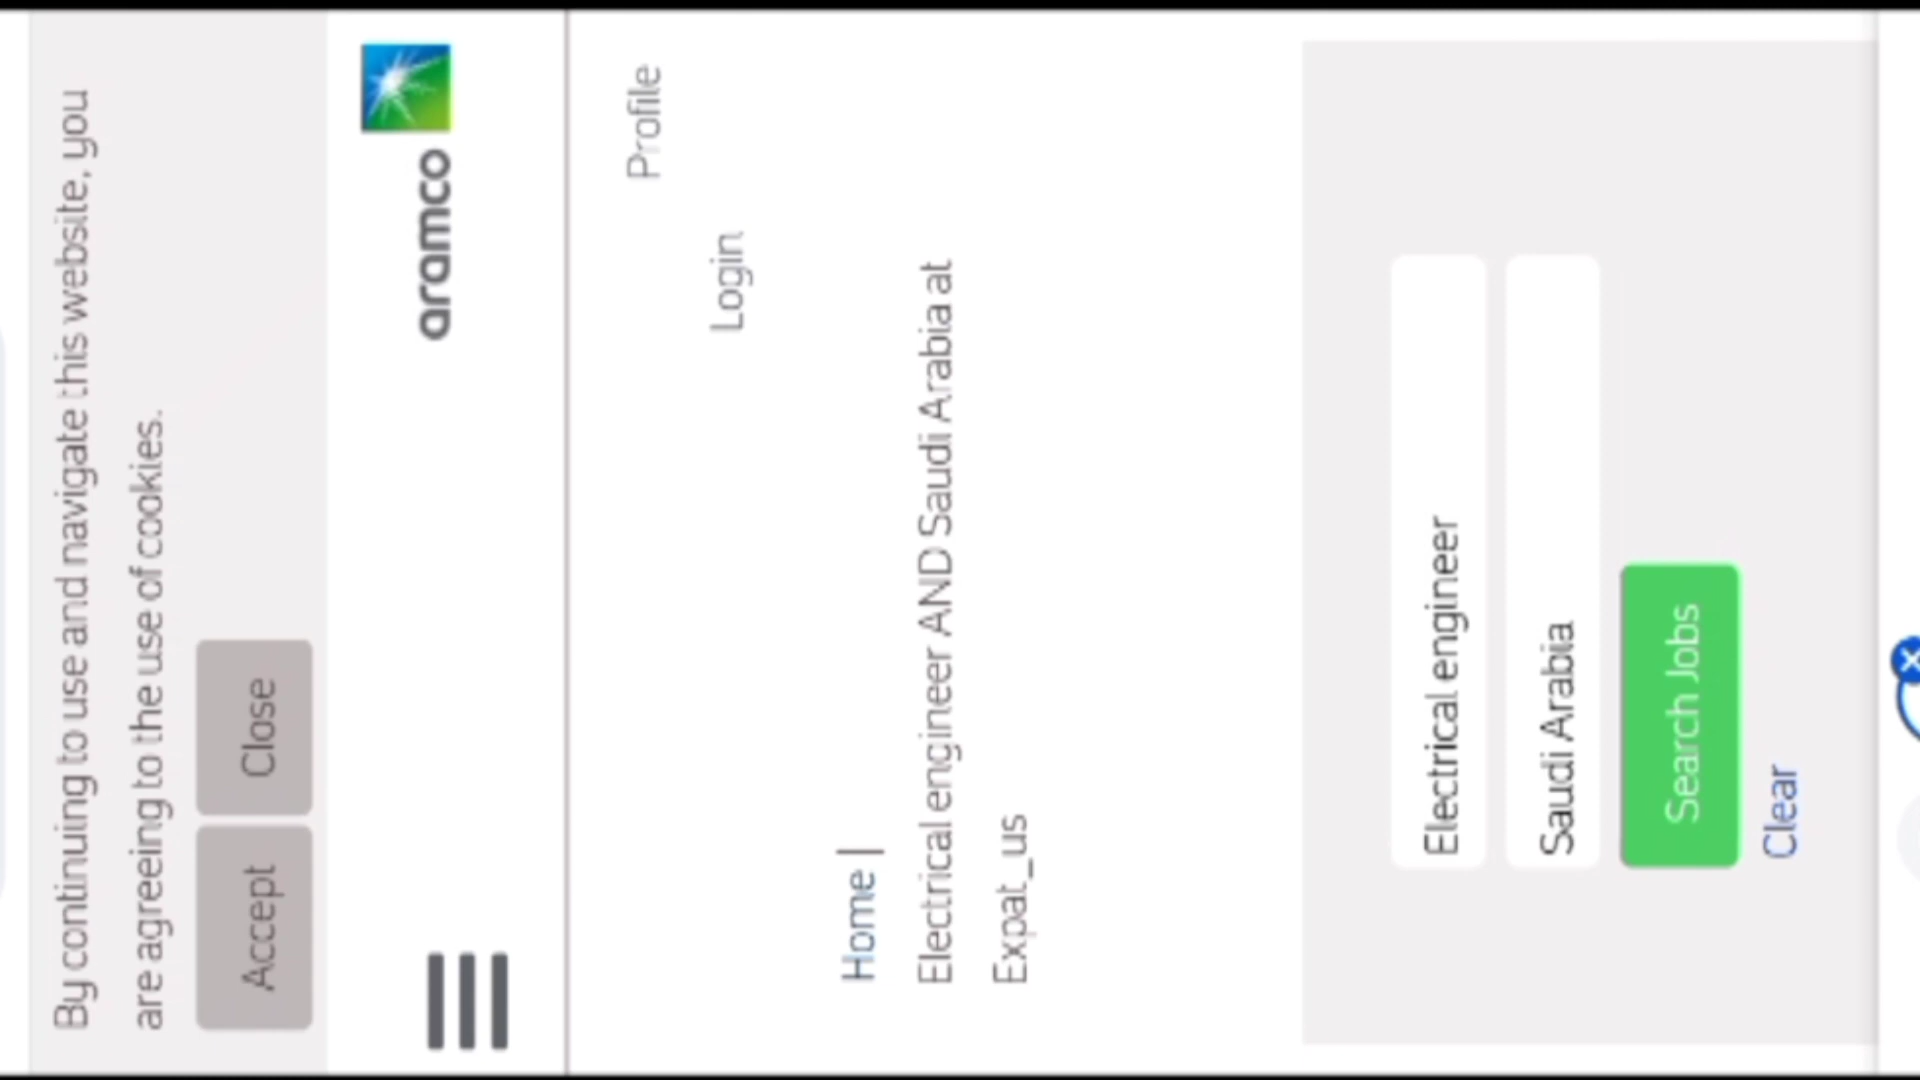 By continuing to use and navigate this website, you
are agreeing to the use of cookies.
Accept Close
aramco
Profile
Login
Home |
Electrical engineer AND Saudi Arabia at
Expat_us
Electrical engineer
Saudi Arabia
Search Jobs
Clear